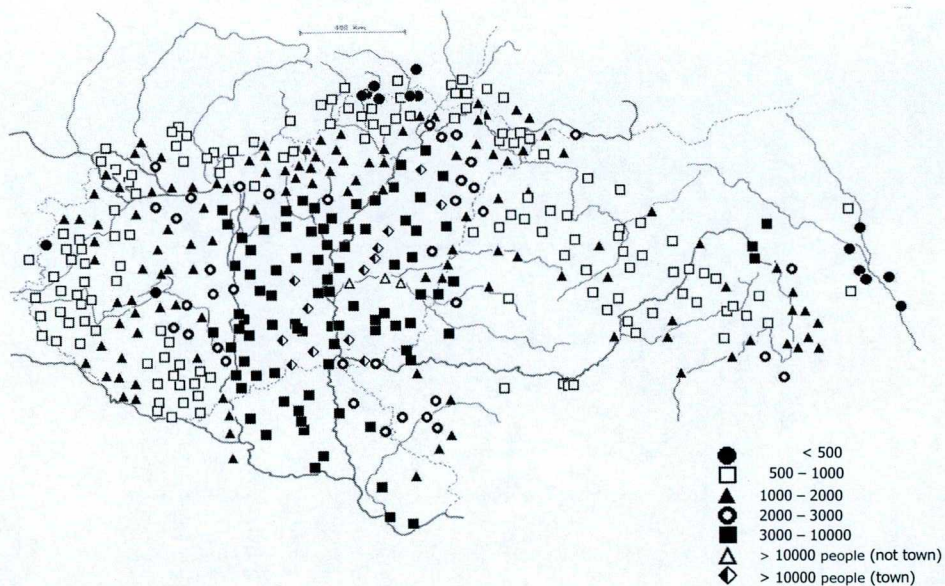 < 500
500 – 1000
1000 – 2000
2000 – 3000
3000 – 10000
> 10000 people (not town)
> 10000 people (town)